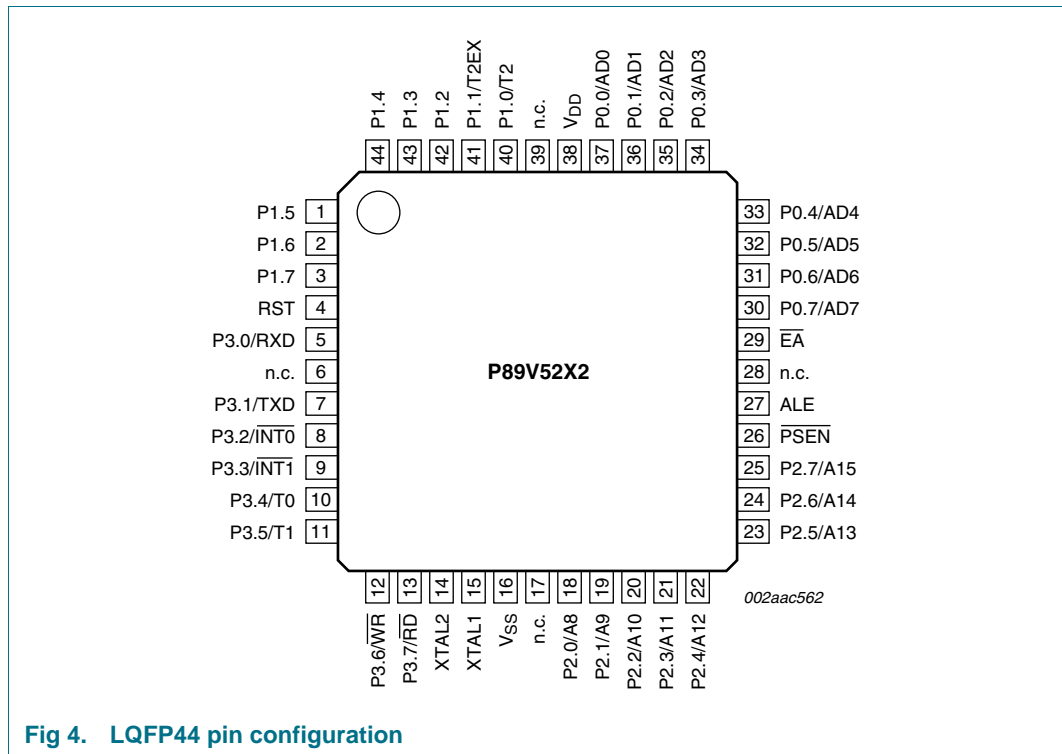 P1.4
P1.3
P1.2
P1.1/T2EX
P1.0/T2
n.c.
VDD
P0.0/AD0
P0.1/AD1
P0.2/AD2
P0.3/AD3
44
43
42
41
40
39
38
37
36
35
34
P1.5 1
P1.6 2
P1.7 3
RST 4
P3.0/RXD 5
n.c. 6
P3.1/TXD 7
P3.2/INT0 8
P3.3/INT1 9
P3.4/T0 10
P3.5/T1 11
P89V52X2
33 P0.4/AD4
32 P0.5/AD5
31 P0.6/AD6
30 P0.7/AD7
29 EA
28 n.c.
27 ALE
26 PSEN
25 P2.7/A15
24 P2.6/A14
23 P2.5/A13
12
13
14
15
16
17
18
19
20
21
22
P3.6/WR
P3.7/RD
XTAL2
XTAL1
VSS
n.c.
P2.0/A8
P2.1/A9
P2.2/A10
P2.3/A11
P2.4/A12
002aac562
Fig 4. LQFP44 pin configuration